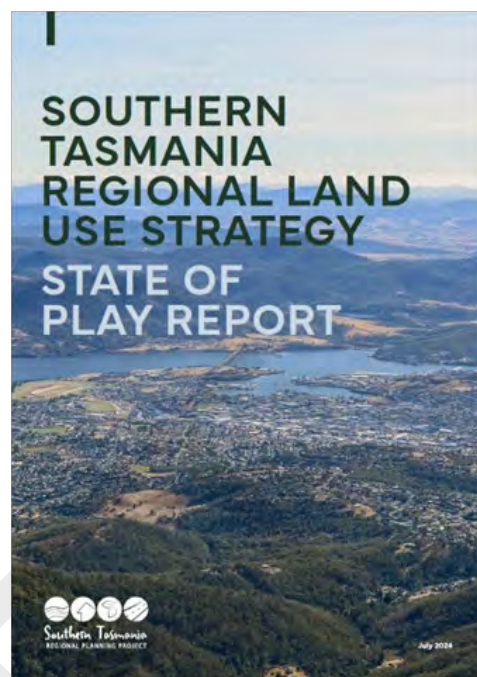 SOUTHERN
TASMANIA
REGIONAL LAND
USE STRATEGY
STATE OF
PLAY REPORT
Southern Tasmania
REGIONAL PLANNING PROJECT
July 2024